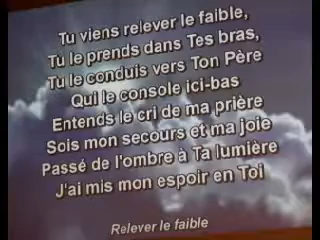 Tu viens relever le faible,
Tu le prends dans Tes bras,
Tu le conduis vers Ton Père
Qui le console ici-bas
Entends le cri de ma prière
Sois mon secours et ma joie
Passé de l'ombre à Ta lumière
J'ai mis mon espoir en Toi
Relever le faible